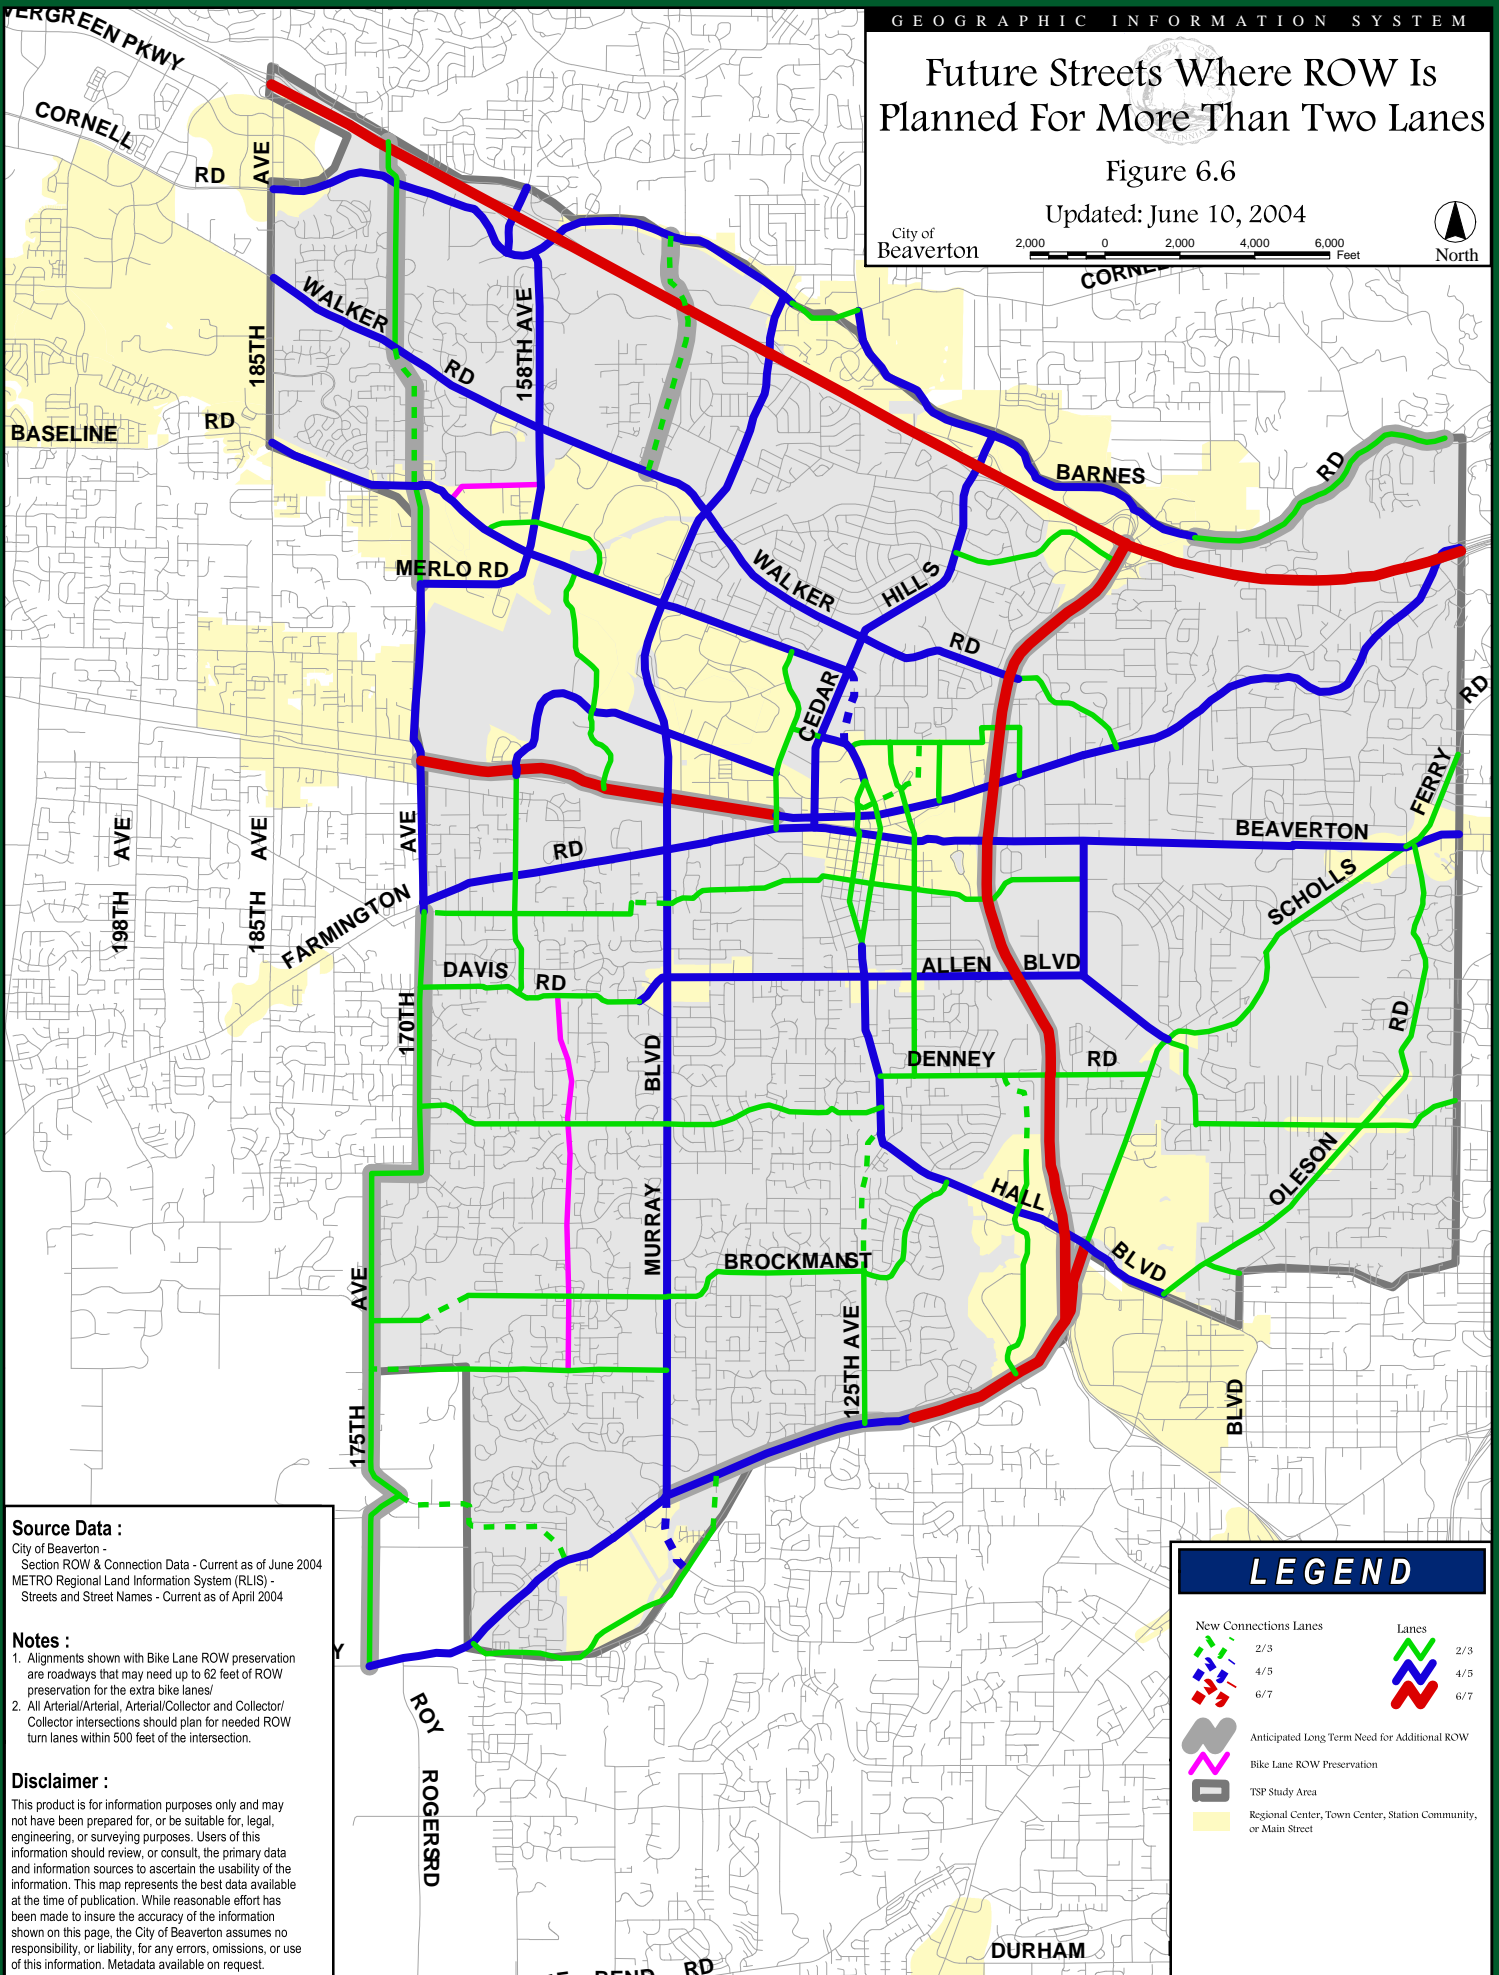 GEOGRAPHIC INFORMATION SYSTEM
Future Streets Where ROW Is
Planned For More Than Two Lanes
Figure 6.6
Updated: June 10, 2004
City of
Beaverton
2,000 0 2,000 4,000 6,000
Feet
North
VERGREEN PKWY
CORNELL
RD
AVE
CORNEL
WALKER
RD
185TH
158TH AVE
BASELINE
RD
BARNES
RD
MERLO RD
WALKER
HILLS
RD
CEDAR
RD
FERRY
BEAVERTON
SCHOLLS
AVE
198TH
AVE
185TH
AVE
RD
FARMINGTON
DAVIS
RD
ALLEN
BLVD
170TH
BLVD
DENNEY
RD
RD
OLESON
MURRAY
HALL
BLVD
BROCKMAN ST
AVE
125TH AVE
175TH
BLVD
Y
ROY
ROGERS RD
BEND
RD
DURHAM
Source Data :
City of Beaverton -
Section ROW & Connection Data - Current as of June 2004
METRO Regional Land Information System (RLIS) -
Streets and Street Names - Current as of April 2004
Notes :
1. Alignments shown with Bike Lane ROW preservation
are roadways that may need up to 62 feet of ROW
preservation for the extra bike lanes/
2. All Arterial/Arterial, Arterial/Collector and Collector/
Collector intersections should plan for needed ROW
turn lanes within 500 feet of the intersection.
Disclaimer :
This product is for information purposes only and may
not have been prepared for, or be suitable for, legal,
engineering, or surveying purposes. Users of this
information should review, or consult, the primary data
and information sources to ascertain the usability of the
information. This map represents the best data available
at the time of publication. While reasonable effort has
been made to insure the accuracy of the information
shown on this page, the City of Beaverton assumes no
responsibility, or liability, for any errors, omissions, or use
of this information. Metadata available on request.
LEGEND
New Connections Lanes
2/3
4/5
6/7
Lanes
2/3
4/5
6/7
Anticipated Long Term Need for Additional ROW
Bike Lane ROW Preservation
TSP Study Area
Regional Center, Town Center, Station Community,
or Main Street